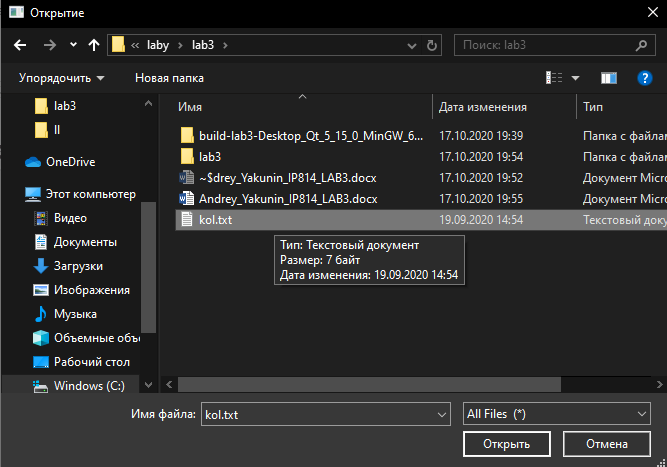 Открытие
« laby › lab3 ›
Поиск: lab3
Упорядочить Новая папка
Имя Дата изменения Тип
lab3
ll
OneDrive
Этот компьютер
Видео
Документы
Загрузки
Изображения
Музыка
Объемные объ
Рабочий стол
Windows (C:)
build-lab3-Desktop_Qt_5_15_0_MinGW_6... 17.10.2020 19:39 Папка с файлам
lab3 17.10.2020 19:54 Папка с файлам
~$drey_Yakunin_IP814_LAB3.docx 17.10.2020 19:52 Документ Micro
Andrey_Yakunin_IP814_LAB3.docx 17.10.2020 19:55 Документ Micro
kol.txt 19.09.2020 14:54 Текстовый доку
Тип: Текстовый документ
Размер: 7 байт
Дата изменения: 19.09.2020 14:54
Имя файла: kol.txt All Files (*)
Открыть Отмена